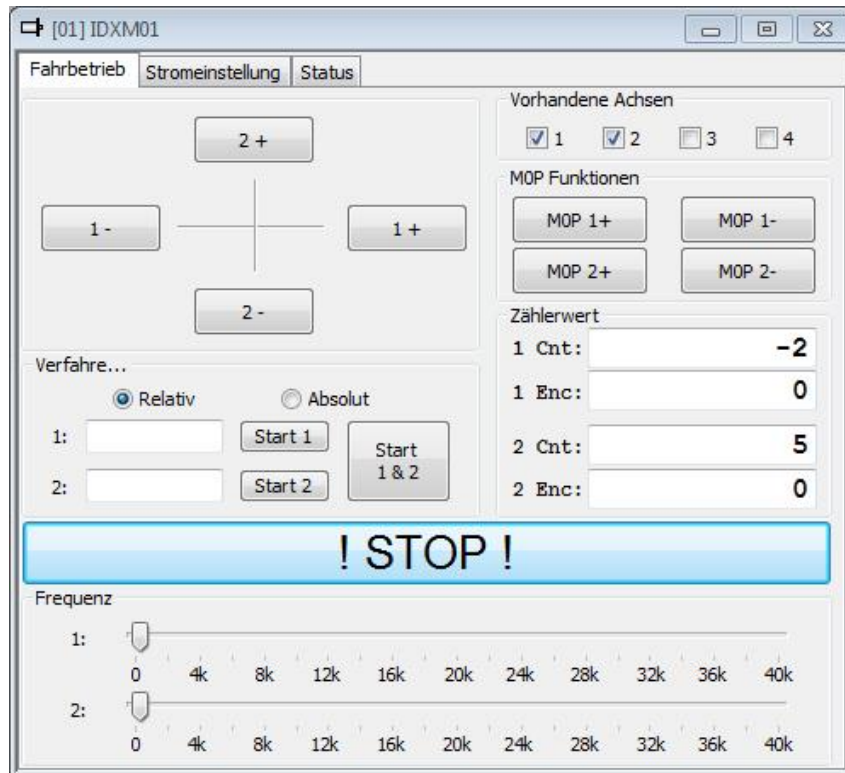 [01] IDXM01
Fahrbetrieb Stromeinstellung Status
2 +
1 - 1 +
2 -
Vorhandene Achsen
1 2 3 4
M0P Funktionen
M0P 1+ M0P 1-
M0P 2+ M0P 2-
Zählerwert
1 Cnt: -2
1 Enc: 0
2 Cnt: 5
2 Enc: 0
Verfahre...
Relativ Absolut
1: Start 1
2: Start 2
Start
1 & 2
! STOP !
Frequenz
1:
0 4k 8k 12k 16k 20k 24k 28k 32k 36k 40k
2:
0 4k 8k 12k 16k 20k 24k 28k 32k 36k 40k